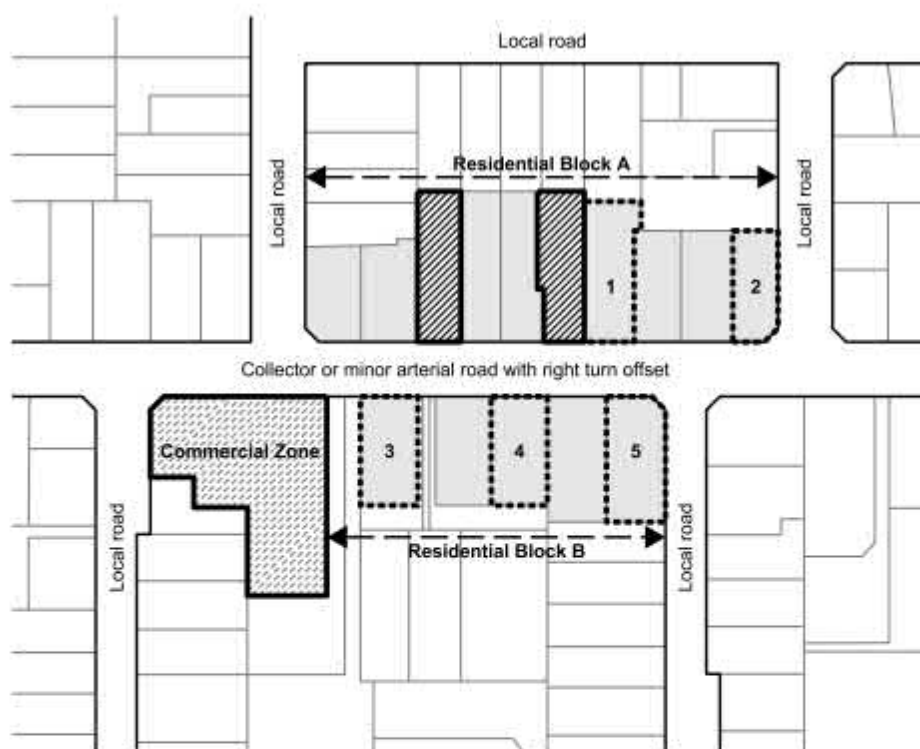 Local road
Residential Block A
Local road
Local road
1
2
Collector or minor arterial road with right turn offset
Commercial Zone
3
4
5
Residential Block B
Local road
Local road